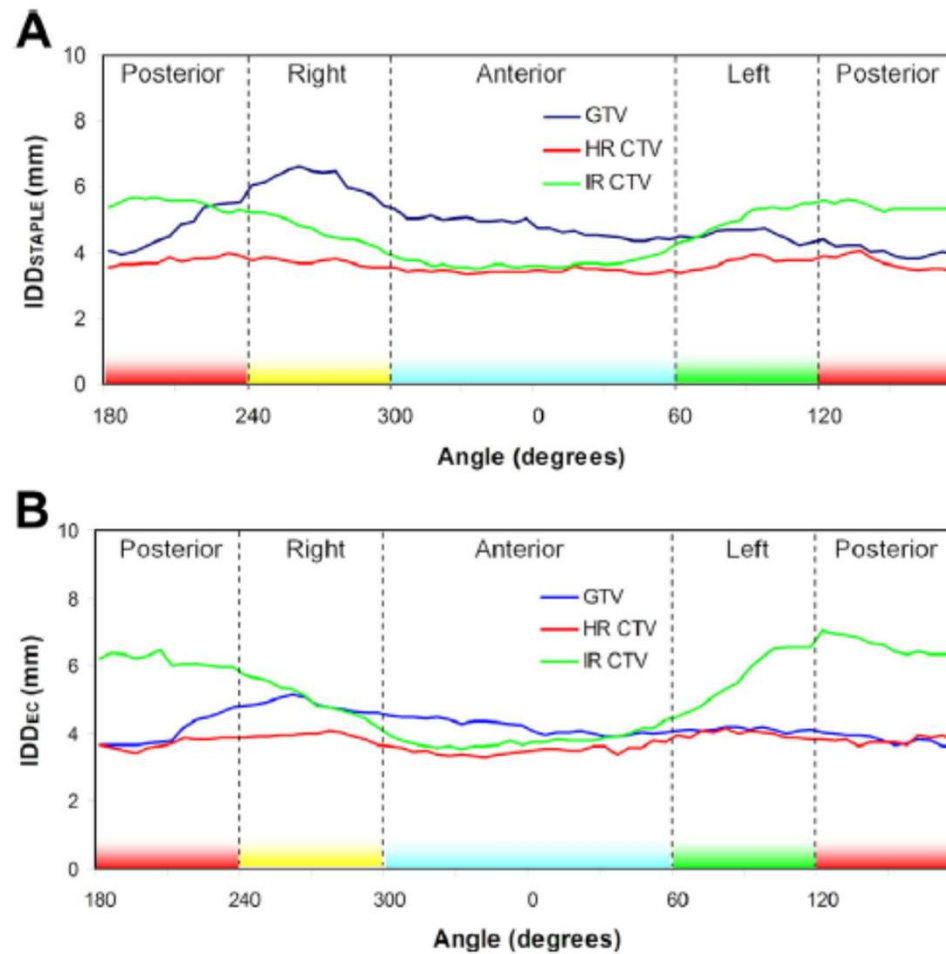 A
10
Posterior Right Anterior Left Posterior
GTV
8
HR CTV
IR CTV
6
4
2
0
IDDSTAPLE (mm)
180 240 300 0 60 120
Angle (degrees)
B
10
Posterior Right Anterior Left Posterior
GTV
8
HR CTV
IR CTV
6
4
2
0
IDDEC (mm)
180 240 300 0 60 120
Angle (degrees)